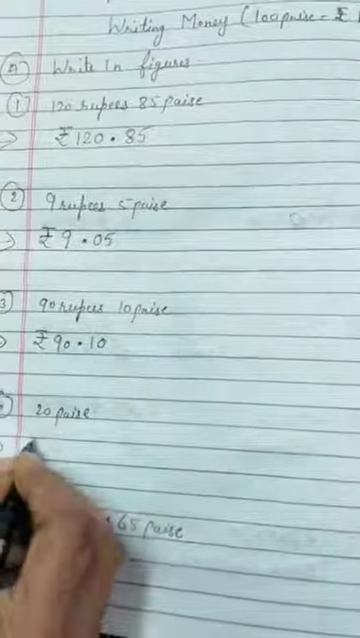 Writing Money (100 paise = ₹
(A) Write In figures
(1) 120 rupees 85 paise
₹120.85
(2) 9 rupees 5 paise
₹ 9.05
3 90 rupees 10 paise
₹ 90.10
20 paise
65 paise